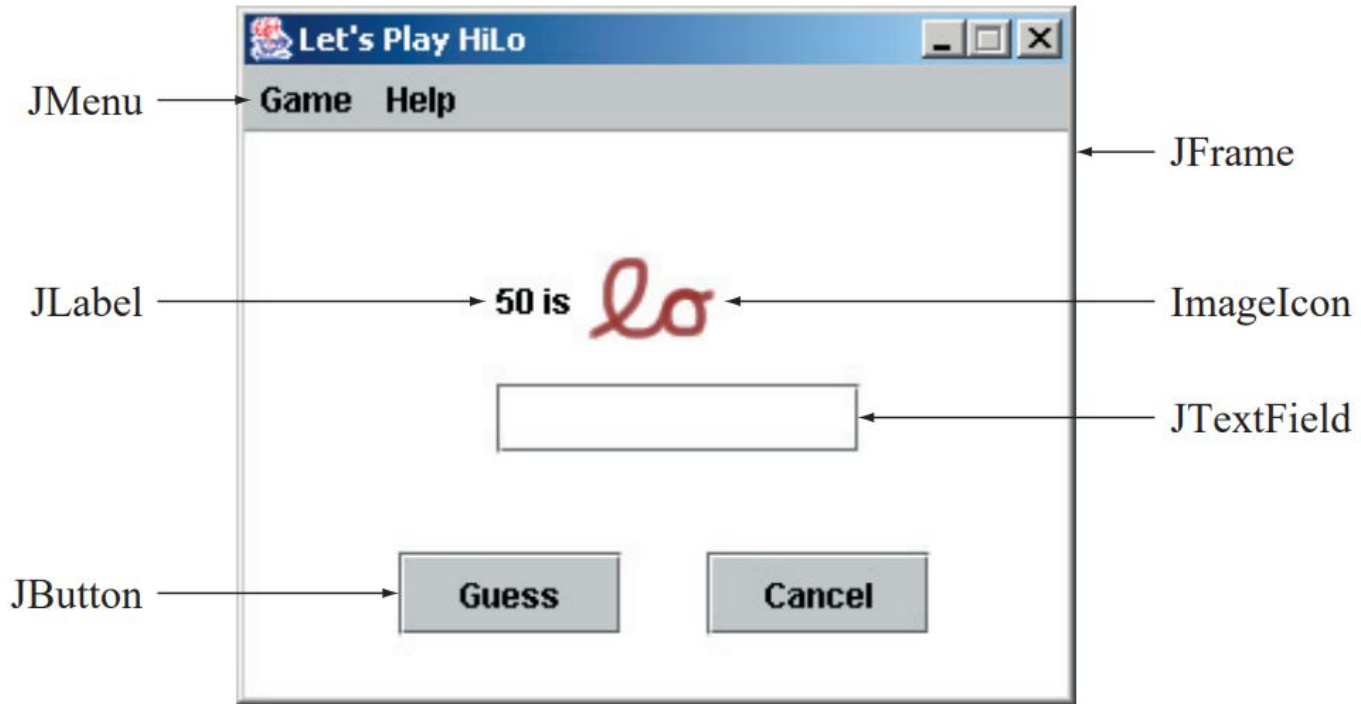 Let's Play HiLo
JMenu Game Help
JFrame
JLabel 50 is lo ImageIcon
JTextField
JButton Guess Cancel